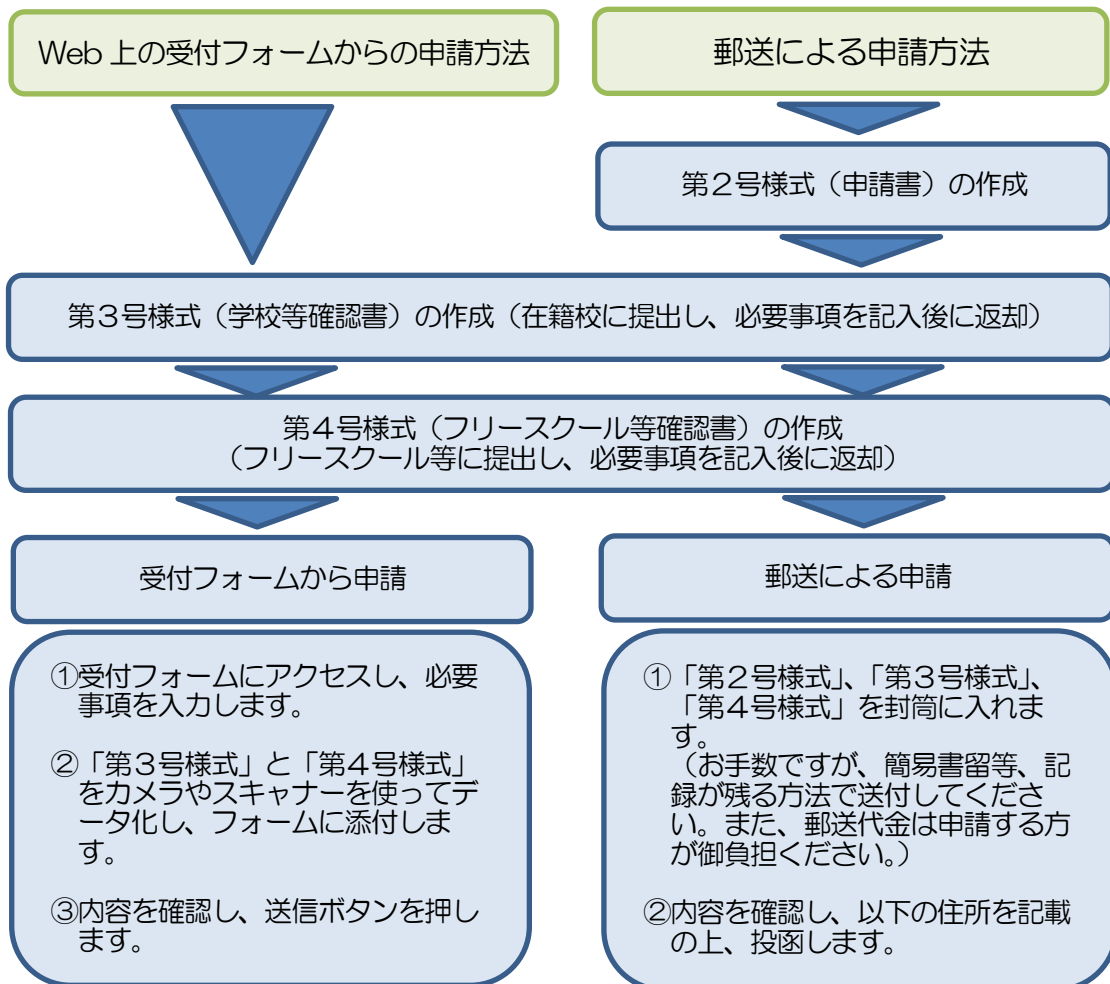 Web 上の受付フォームからの申請方法
郵送による申請方法
第2号様式（申請書）の作成
第3号様式（学校等確認書）の作成（在籍校に提出し、必要事項を記入後に返却）
第4号様式（フリースクール等確認書）の作成
（フリースクール等に提出し、必要事項を記入後に返却）
受付フォームから申請
①受付フォームにアクセスし、必要
事項を入力します。
②「第3号様式」と「第4号様式」
をカメラやスキャナーを使ってデ
ータ化し、フォームに添付しま
す。
③内容を確認し、送信ボタンを押し
ます。
郵送による申請
①「第2号様式」、「第3号様式」、
「第4号様式」を封筒に入れま
す。
（お手数ですが、簡易書留等、記
録が残る方法で送付してくださ
い。また、郵送代金は申請する方
が御負担ください。）
②内容を確認し、以下の住所を記載
の上、投函します。